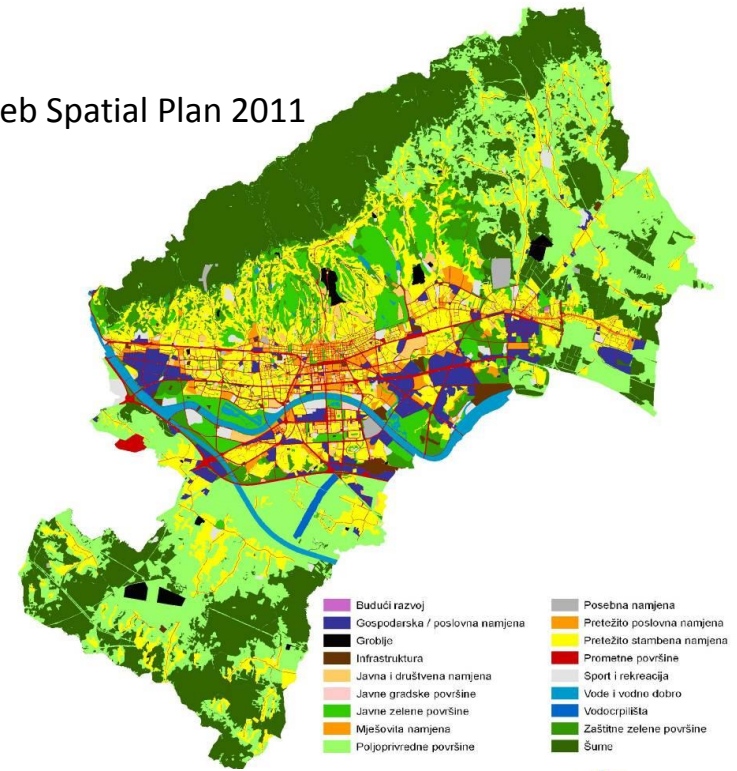 eb Spatial Plan 2011
Budući razvoj
Gospodarska / poslovna namjena
Groblje
Infrastruktura
Javna i društvena namjena
Javne gradske površine
Javne zelene površine
Mješovita namjena
Poljoprivredne površine
Posebna namjena
Pretežito poslovna namjena
Pretežito stambena namjena
Prometne površine
Sport i rekreacija
Vode i vodno dobro
Vodocrpilišta
Zaštitne zelene površine
Šume